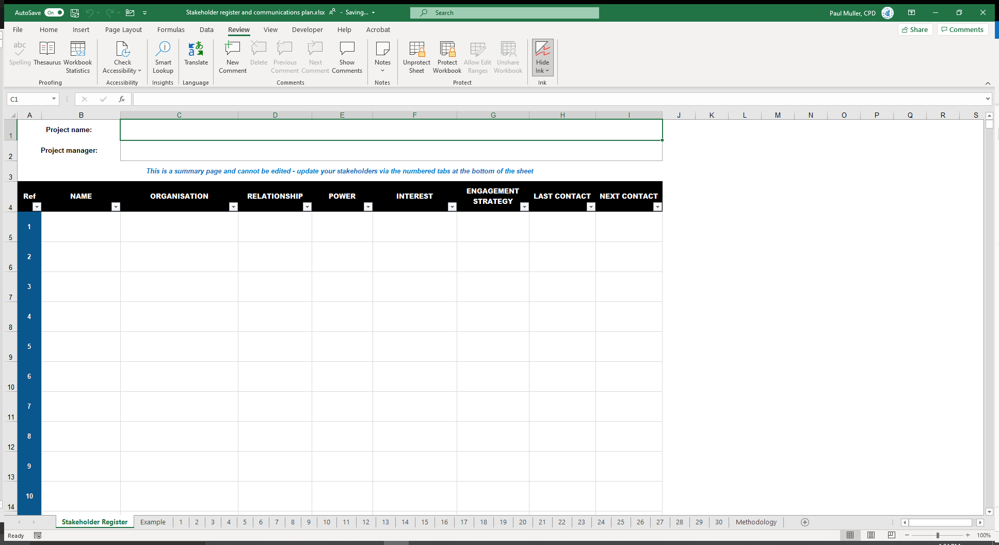 AutoSave On Stakeholder register and communications plan.xlsx - Saving... Search Paul Muller, CPD
File Home Insert Page Layout Formulas Data Review View Developer Help Acrobat Share Comments
abc 123
Spelling Thesaurus Workbook Statistics Check Accessibility Smart Lookup Translate New Comment Delete Previous Comment Next Comment Show Comments Notes Unprotect Sheet Protect Workbook Allow Edit Ranges Unshare Workbook Hide Ink
Proofing Accessibility Insights Language Comments Notes Protect Ink
C1 fx
A B C D E F G H I J K L M N O P Q R S
1 Project name:
2 Project manager:
3 This is a summary page and cannot be edited - update your stakeholders via the numbered tabs at the bottom of the sheet
4 Ref NAME ORGANISATION RELATIONSHIP POWER INTEREST ENGAGEMENT STRATEGY LAST CONTACT NEXT CONTACT
5 1
6 2
7 3
8 4
9 5
10 6
11 7
12 8
13 9
14 10
Stakeholder Register Example 1 2 3 4 5 6 7 8 9 10 11 12 13 14 15 16 17 18 19 20 21 22 23 24 25 26 27 28 29 30 Methodology
Ready 100%